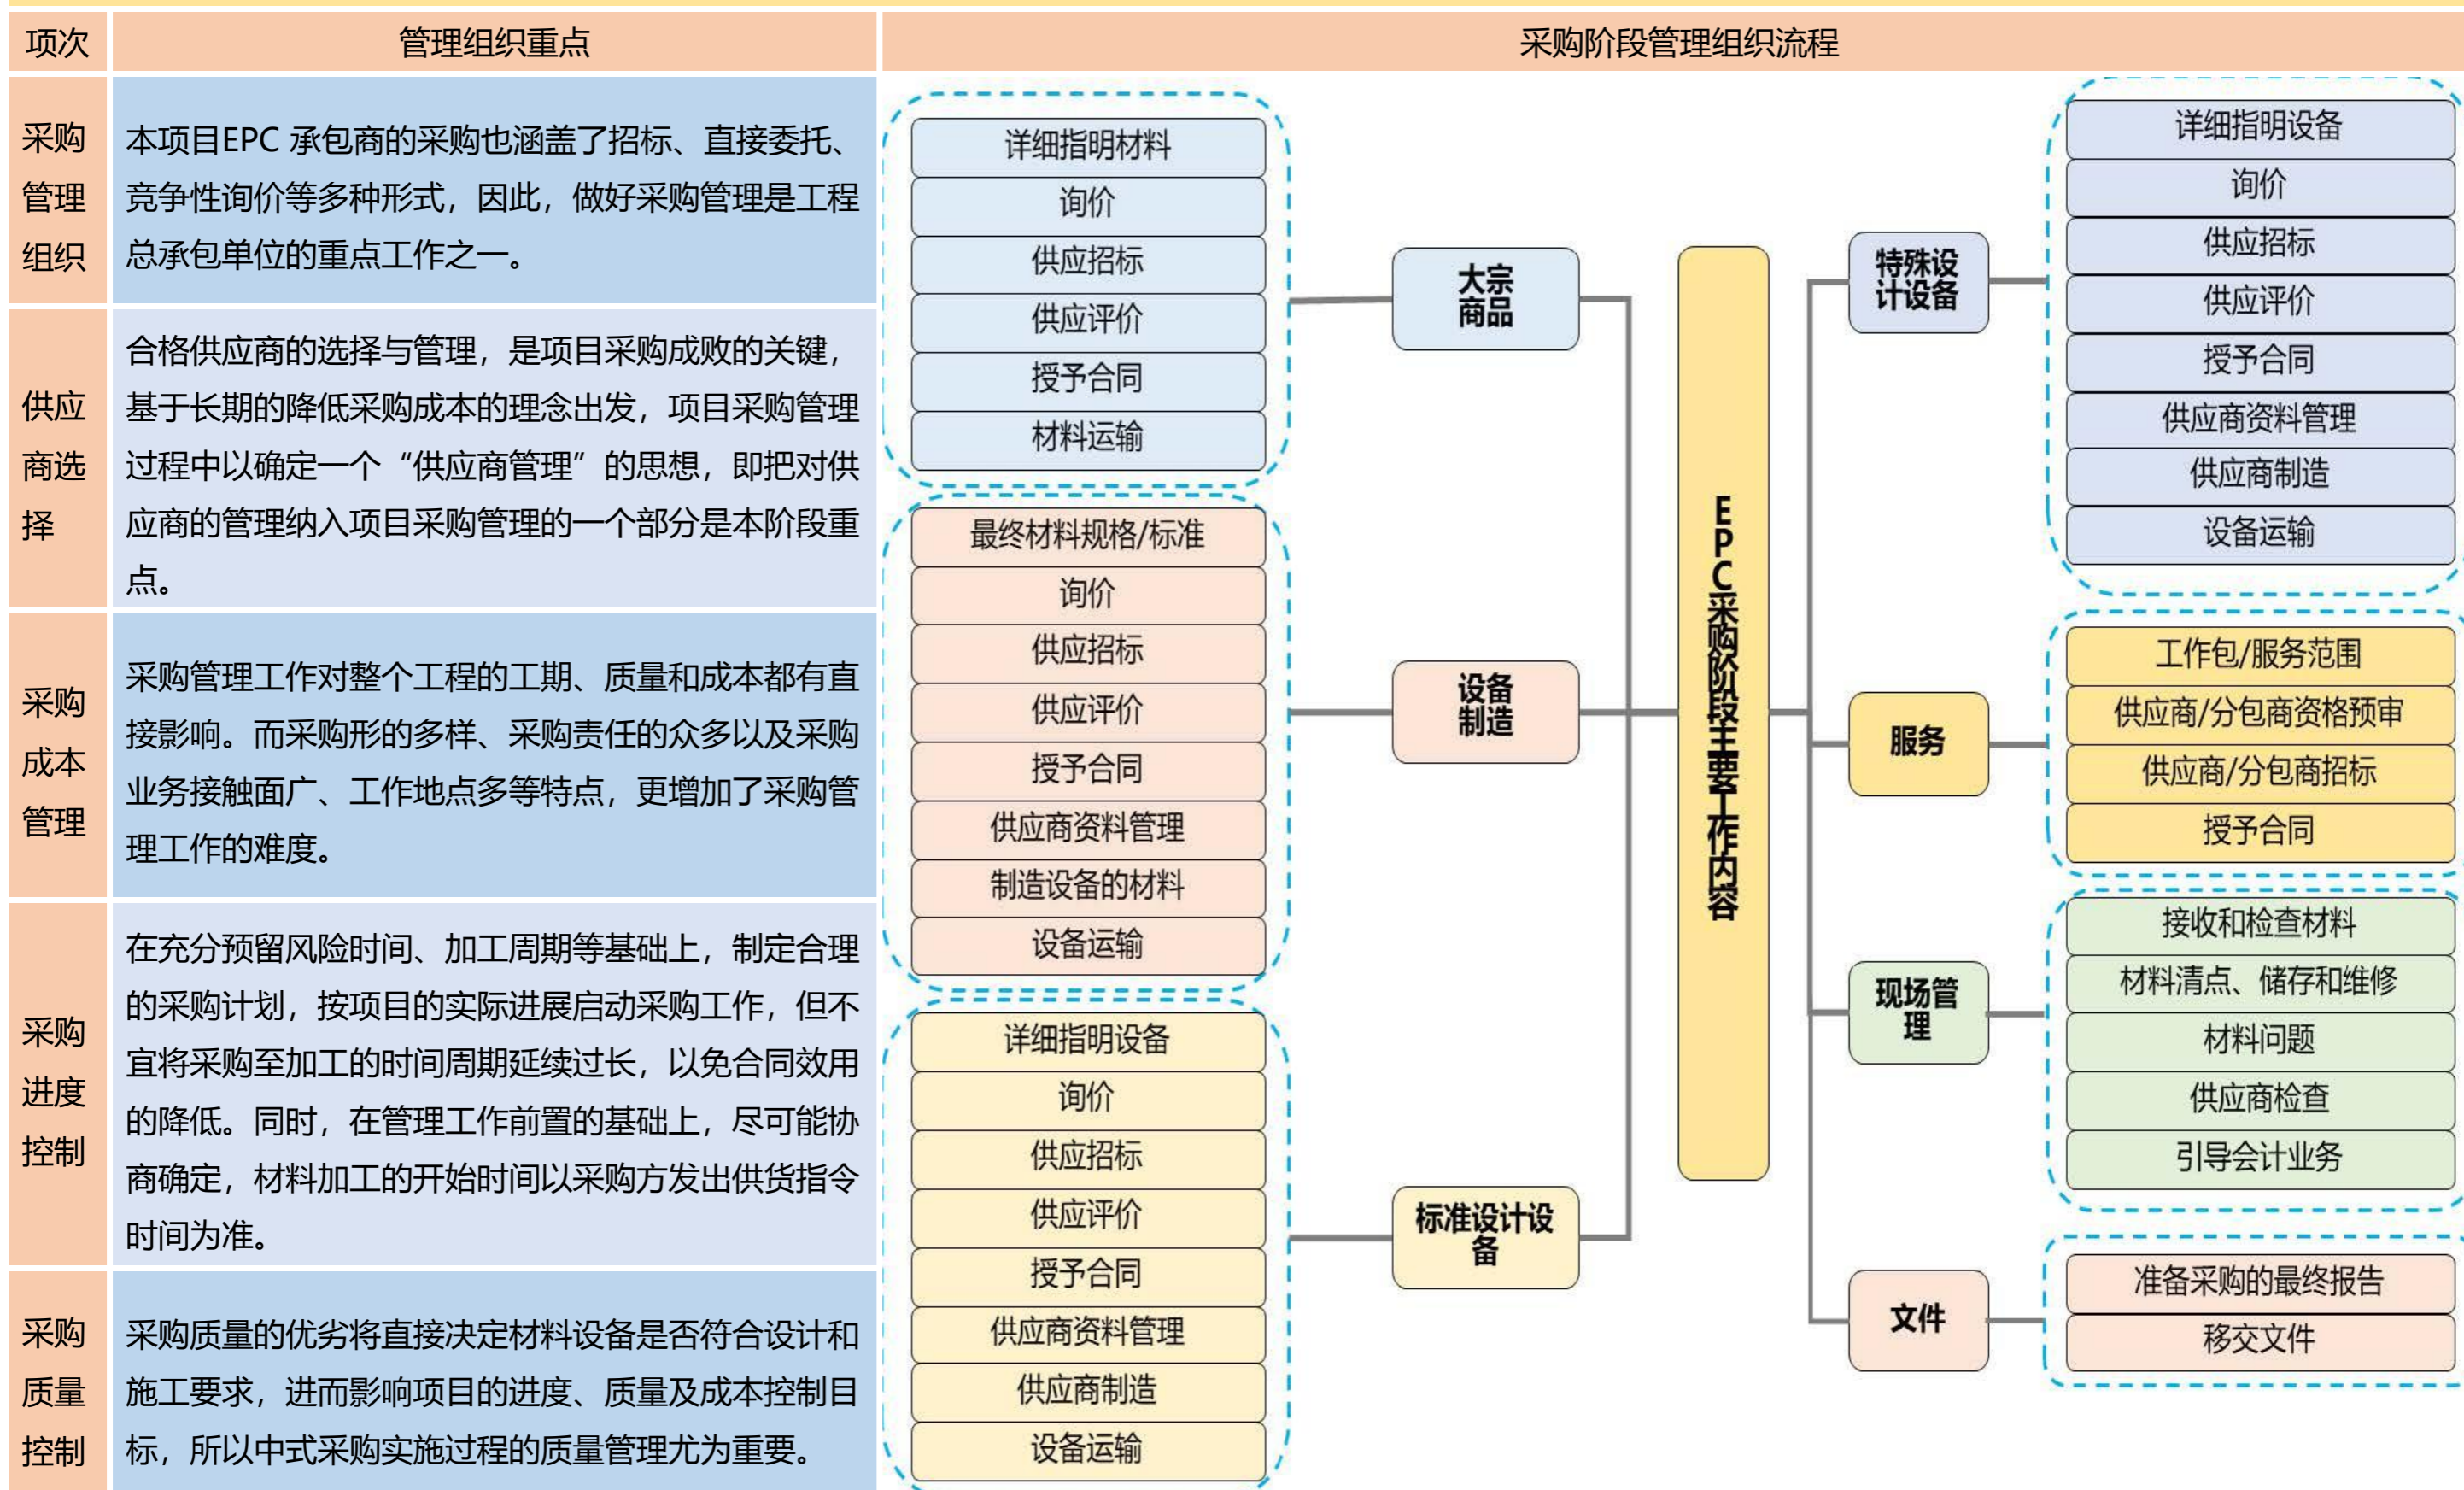 项次
管理组织重点
采购阶段管理组织流程
采购
管理
组织
本项目EPC 承包商的采购也涵盖了招标、直接委托、
竞争性询价等多种形式，因此，做好采购管理是工程
总承包单位的重点工作之一。
供应
商选
择
合格供应商的选择与管理，是项目采购成败的关键，
基于长期的降低采购成本的理念出发，项目采购管理
过程中以确定一个“供应商管理”的思想，即把对供
应商的管理纳入项目采购管理的一个部分是本阶段重
点。
采购
成本
管理
采购管理工作对整个工程的工期、质量和成本都有直
接影响。而采购形的多样、采购责任的众多以及采购
业务接触面广、工作地点多等特点，更增加了采购管
理工作的难度。
采购
进度
控制
在充分预留风险时间、加工周期等基础上，制定合理
的采购计划，按项目的实际进展启动采购工作，但不
宜将采购至加工的时间周期延续过长，以免合同效用
的降低。同时，在管理工作前置的基础上，尽可能协
商确定，材料加工的开始时间以采购方发出供货指令
时间为准。
采购
质量
控制
采购质量的优劣将直接决定材料设备是否符合设计和
施工要求，进而影响项目的进度、质量及成本控制目
标，所以中式采购实施过程的质量管理尤为重要。
详细指明材料
询价
供应招标
供应评价
授予合同
材料运输
大宗
商品
最终材料规格/标准
询价
供应招标
供应评价
授予合同
供应商资料管理
制造设备的材料
设备运输
设备
制造
详细指明设备
询价
供应招标
供应评价
授予合同
供应商资料管理
供应商制造
设备运输
标准设计设
备
EPC采购阶段主要工作内容
特殊设
计设备
详细指明设备
询价
供应招标
供应评价
授予合同
供应商资料管理
供应商制造
设备运输
服务
工作包/服务范围
供应商/分包商资格预审
供应商/分包商招标
授予合同
现场管
理
接收和检查材料
材料清点、储存和维修
材料问题
供应商检查
引导会计业务
文件
准备采购的最终报告
移交文件